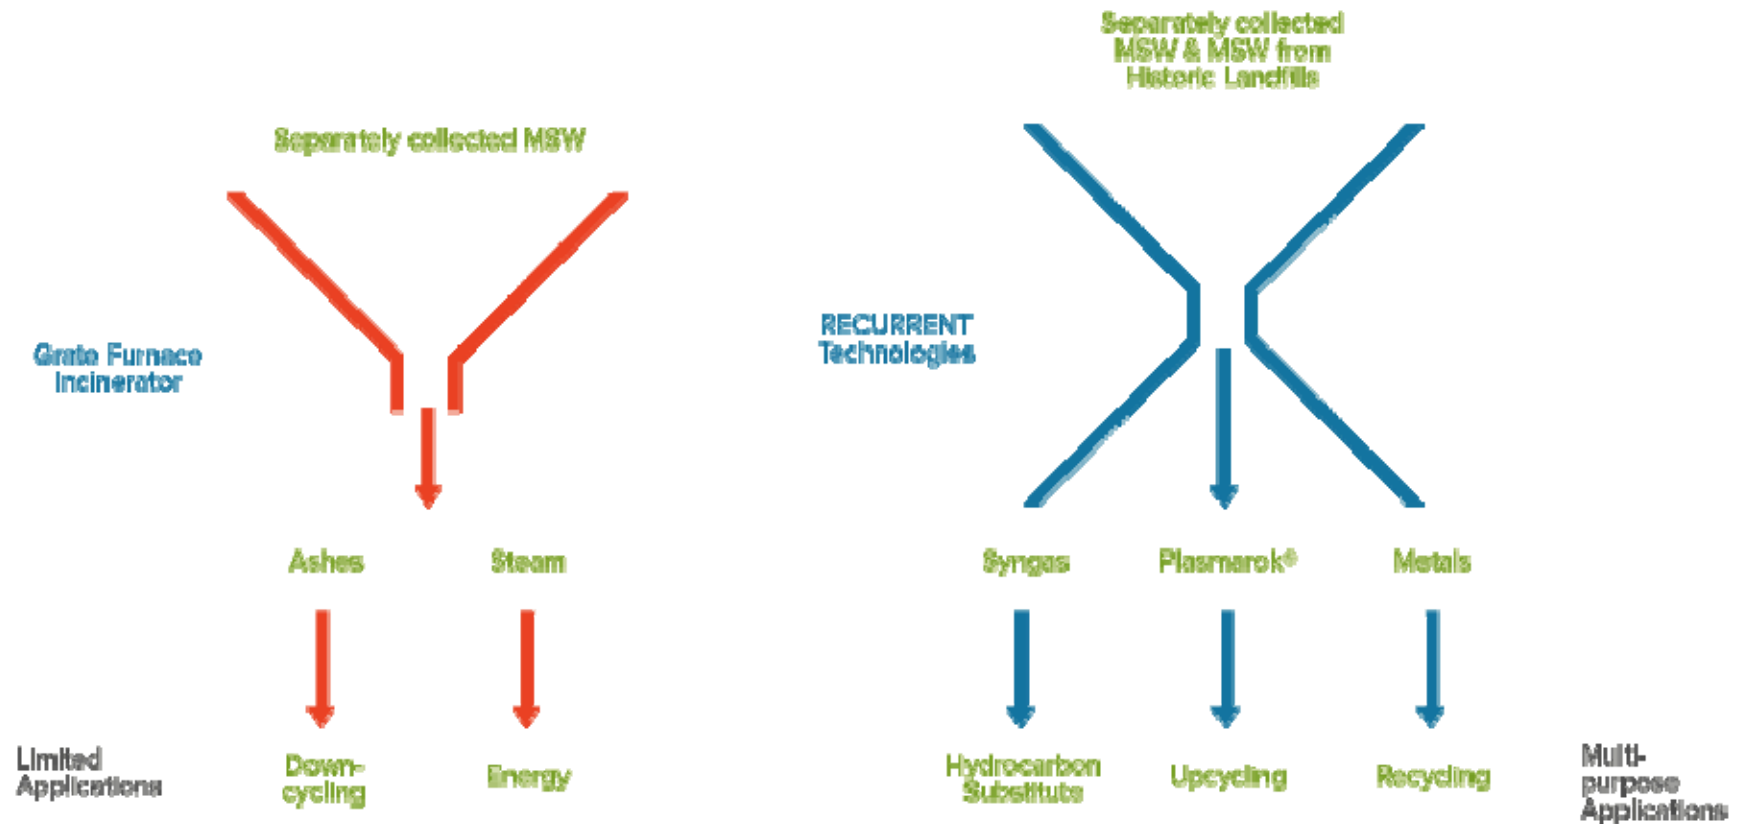 Separately collected MSW
Grate Furnace
Incinerator
Ashes
Steam
Limited
Applications
Down-
cycling
Energy
Separately collected
MSW & MSW from
Historic Landfills
RECURRENT
Technologies
Syngas
Plasmarok®
Metals
Hydrocarbon
Substitute
Upcycling
Recycling
Multi-
purpose
Applications